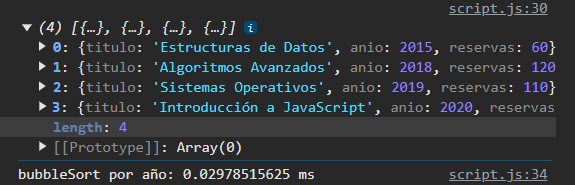 script.js:30
(4) [{…}, {…}, {…}, {…}] i
0: {titulo: 'Estructuras de Datos', anio: 2015, reservas: 60}
1: {titulo: 'Algoritmos Avanzados', anio: 2018, reservas: 120
2: {titulo: 'Sistemas Operativos', anio: 2019, reservas: 110}
3: {titulo: 'Introducción a JavaScript', anio: 2020, reservas
length: 4
[[Prototype]]: Array(0)
bubbleSort por año: 0.02978515625 ms script.js:34